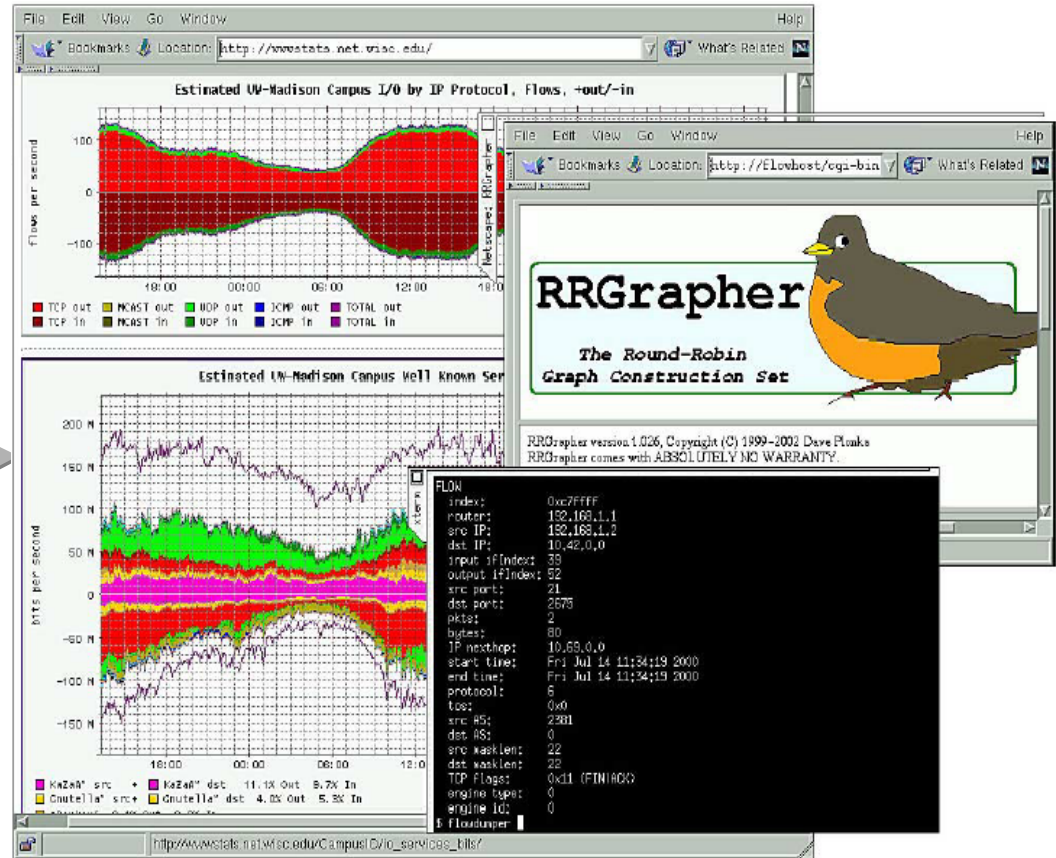 File Edit View Go Window Help
Bookmarks Location: http://wwwstats.net.wisc.edu/ What's Related N
Estimated UW-Madison Campus I/O by IP Protocol, Flows, +out/-in
flows per second
100
0
-100
18:00 00:00 06:00 12:00 18:0
TCP out MCAST out UDP out ICMP out TOTAL out
TCP in MCAST in UDP in ICMP in TOTAL in
Estimated UW-Madison Campus Well Known Ser
bits per second
200 M
150 M
100 M
50 M
0
-50 M
-100 M
-150 M
18:00 00:00 06:00 12:0
KaZaA* src + KaZaA* dst 11.1% Out 9.7% In
Gnutella* src+ Gnutella* dst 4.0% Out 5.3% In
http://wwwstats.net.wisc.edu/CampusIO/io_services_bits/
Netscape: RRGrapher
File Edit View Go Window Help
Bookmarks Location: http://flowhost/cgi-bin What's Related N
RRGrapher
The Round-Robin
Graph Construction Set
RRGrapher version 1.026, Copyright (C) 1999-2002 Dave Plonka
RRGrapher comes with ABSOLUTELY NO WARRANTY.
xterm
FLOW
index: 0xc7ffff
router: 192.168.1.1
src IP: 192.168.1.2
dst IP: 10.42.0.0
input ifIndex: 39
output ifIndex: 52
src port: 21
dst port: 2675
pkts: 2
bytes: 80
IP nexthop: 10.69.0.0
start time: Fri Jul 14 11:34:19 2000
end time: Fri Jul 14 11:34:19 2000
protocol: 6
tos: 0x0
src AS: 2381
dst AS: 0
src masklen: 22
dst masklen: 22
TCP flags: 0x11 (FIN|ACK)
engine type: 0
engine id: 0
$ flowdumper